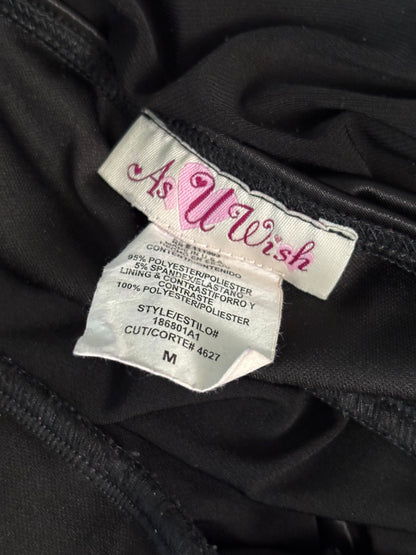 As U Wish
CONTENT/CONTENIDO
95% POLYESTER/POLIESTER
5% SPANDEX/ELASTANO
LINING & CONTRAST/FORRO Y
CONTRASTE
100% POLYESTER/POLIESTER
STYLE/ESTILO#
186B01A1
CUT/CORTE# 4627
M